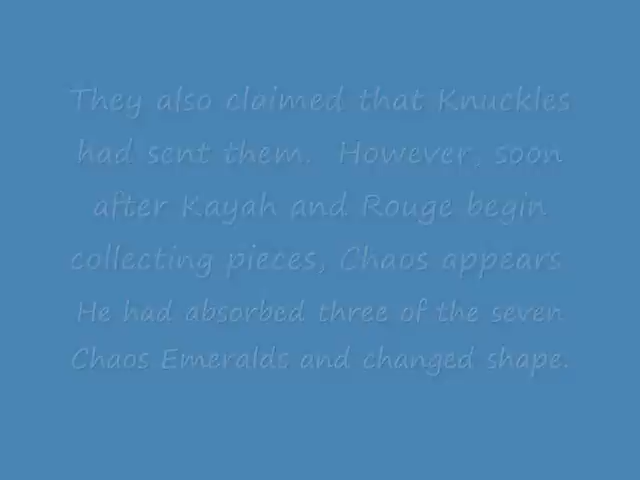 They also claimed that Knuckles
had sent them.  However, soon
after Kayah and Rouge begin
collecting pieces, Chaos appears.
He had absorbed three of the seven
Chaos Emeralds and changed shape.